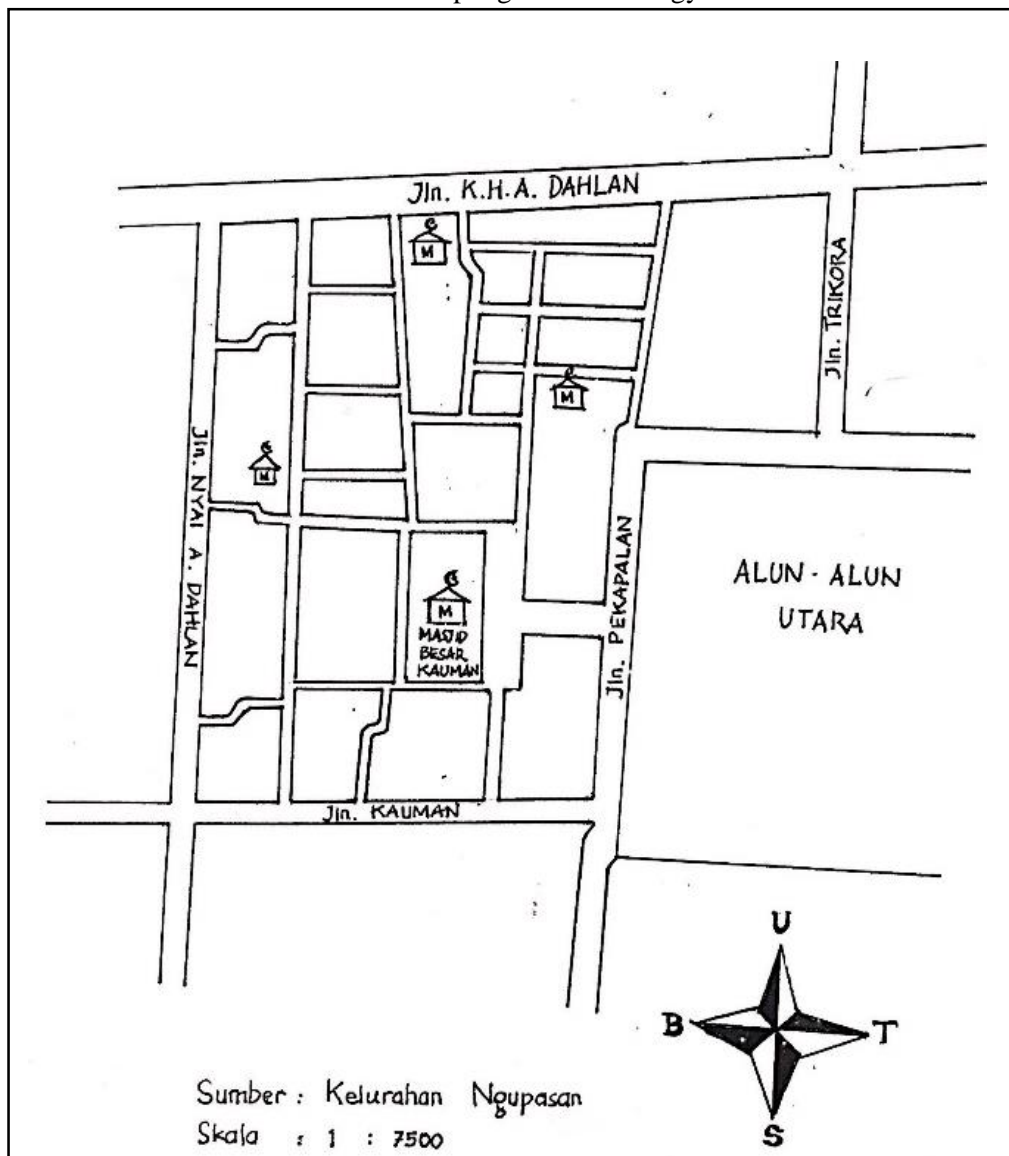 Jln. K.H.A. DAHLAN
M
Jln. TRIKORA
M
M
Jln. NYAI A. DAHLAN
ALUN - ALUN
UTARA
Jln. PEKAPALAN
M
MASJID
BESAR
KAUMAN
Jln. KAUMAN
U
B
T
S
Sumber : Kelurahan Ngupasan
Skala : 1 : 7500